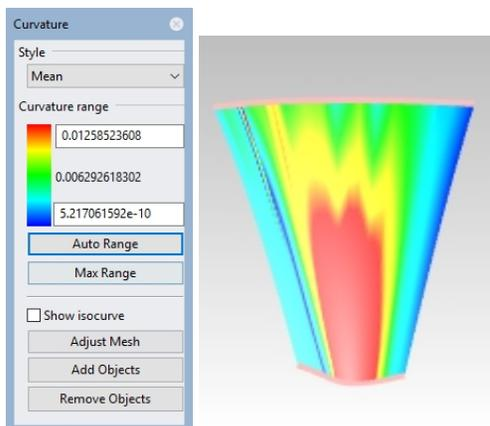 Curvature
Style
Mean
Curvature range
0.01258523608
0.006292618302
5.217061592e-10
Auto Range
Max Range
Show isocurve
Adjust Mesh
Add Objects
Remove Objects